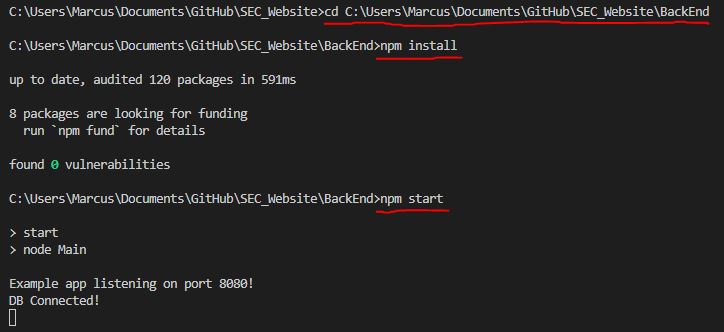 C:\Users\Marcus\Documents\GitHub\SEC_Website>cd C:\Users\Marcus\Documents\GitHub\SEC_Website\BackEnd
C:\Users\Marcus\Documents\GitHub\SEC_Website\BackEnd>npm install
up to date, audited 120 packages in 591ms
8 packages are looking for funding
  run `npm fund` for details
found 0 vulnerabilities
C:\Users\Marcus\Documents\GitHub\SEC_Website\BackEnd>npm start
> start
> node Main
Example app listening on port 8080!
DB Connected!